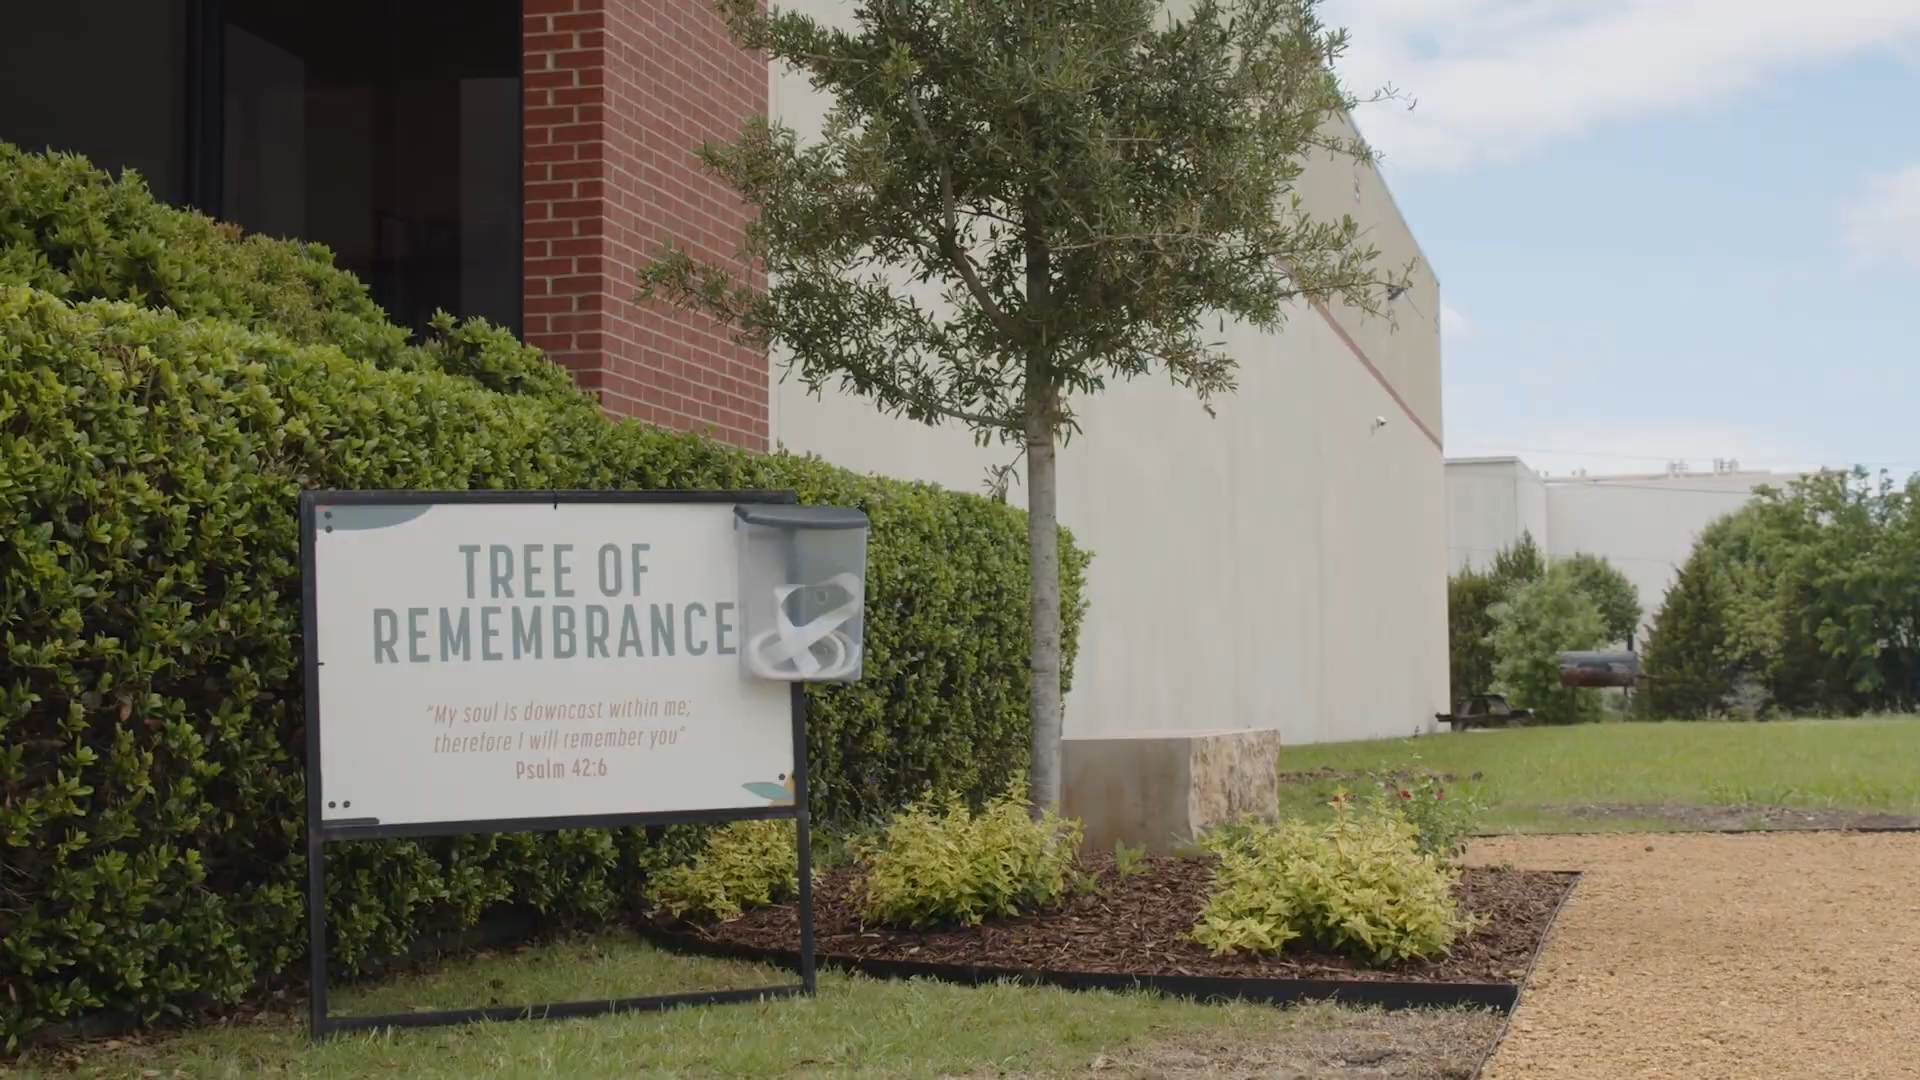 TREE OF
REMEMBRANCE
"My soul is downcast within me;
therefore I will remember you"
Psalm 42:6